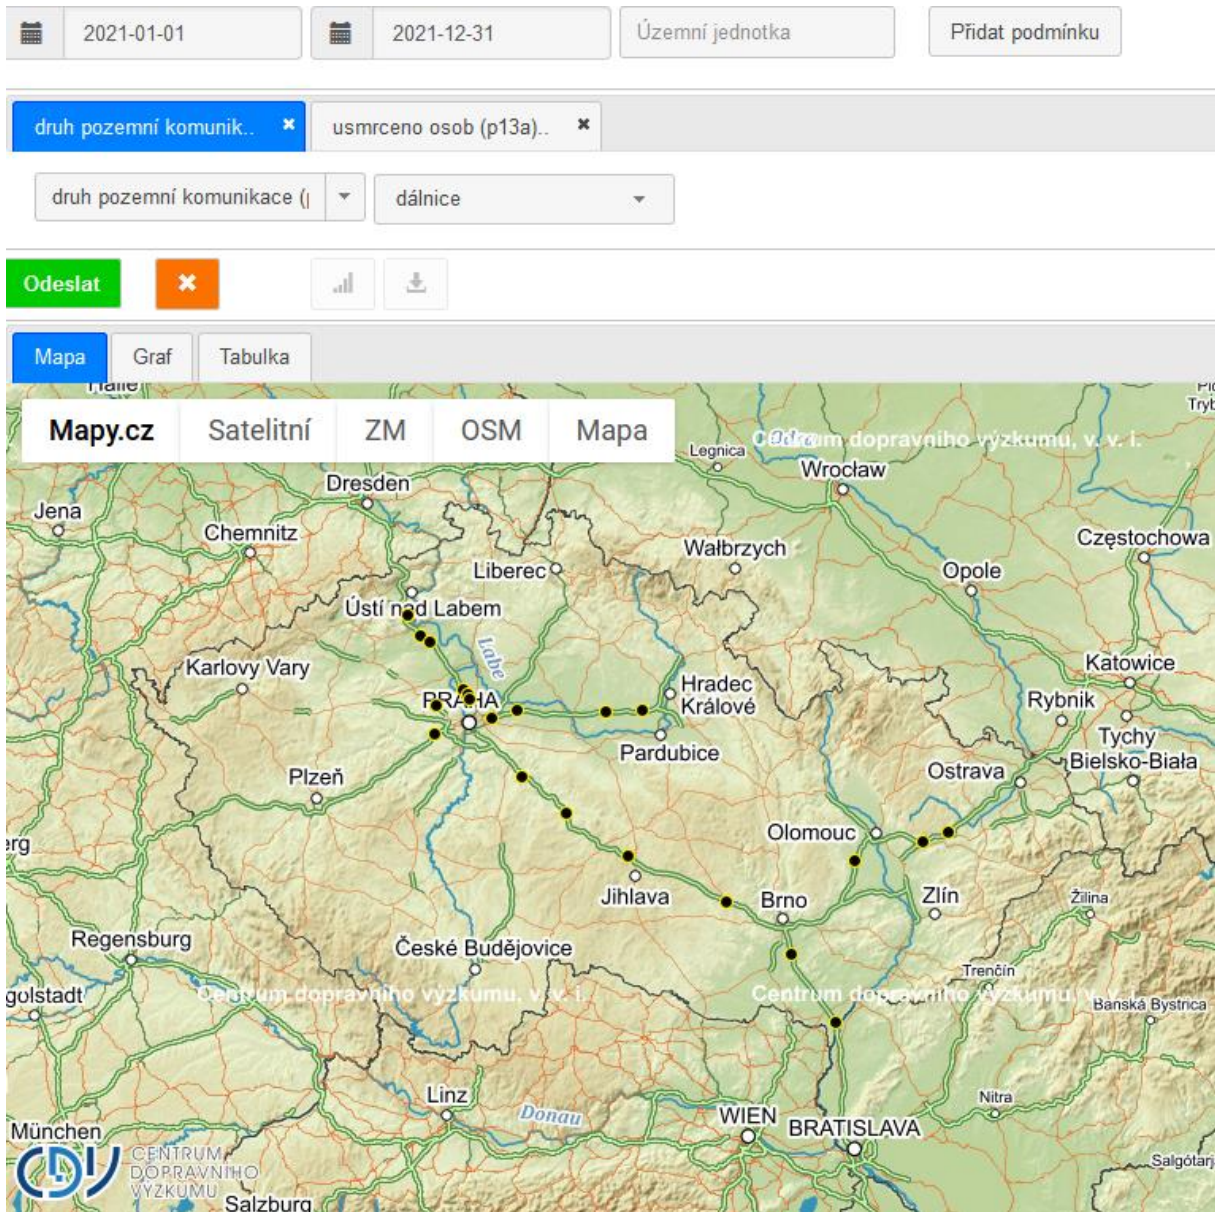 2021-01-01 2021-12-31 Územní jednotka Přidat podmínku
druh pozemní komunik.. × usmrceno osob (p13a).. ×
druh pozemní komunikace ( dálnice
Odeslat ×
Mapa Graf Tabulka
Halle
Mapy.cz Satelitní ZM OSM Mapa
Odra
Centrum dopravního výzkumu, v. v. i.
Legnica
Wrocław
Dresden
Jena
Chemnitz
Częstochowa
Wałbrzych
Liberec
Opole
Ústí nad Labem
Labe
Karlovy Vary
Katowice
PRAHA
Hradec
Králové
Rybnik
Tychy
Pardubice
Bielsko-Biała
Plzeň
Ostrava
Olomouc
Jihlava
Brno
Zlín
Žilina
Regensburg
České Budějovice
Trenčín
golstadt
Centrum dopravního výzkumu, v. v. i.
Centrum dopravního výzkumu, v. v. i.
Banská Bystrica
Linz
Donau
Nitra
WIEN
BRATISLAVA
München
CDV
CENTRUM
DOPRAVNÍHO
VÝZKUMU
Salzburg
Salgótarj